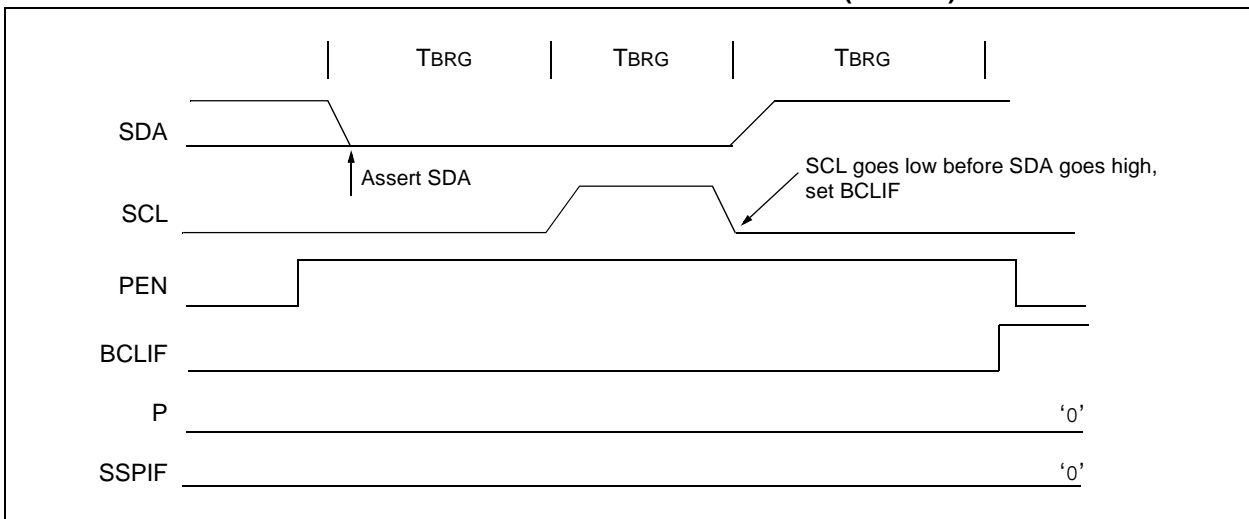 TBRG TBRG TBRG
SDA
Assert SDA
SCL goes low before SDA goes high,
set BCLIF
SCL
PEN
BCLIF
P
‘0’
SSPIF
‘0’